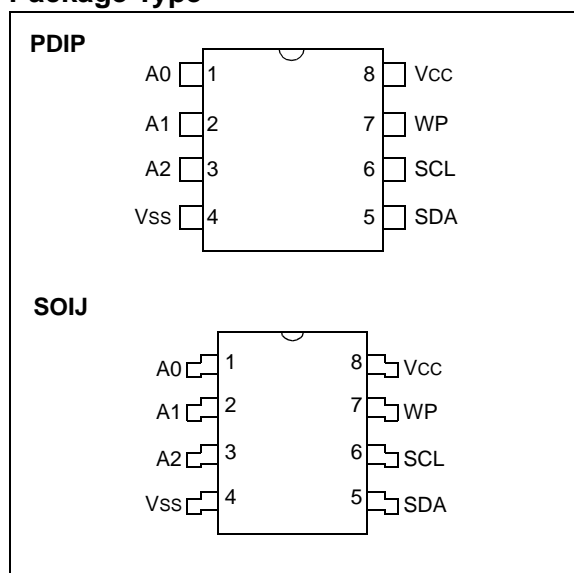 Package Type
PDIP
A0 1 8 VCC
A1 2 7 WP
A2 3 6 SCL
VSS 4 5 SDA
SOIJ
A0 1 8 VCC
A1 2 7 WP
A2 3 6 SCL
VSS 4 5 SDA